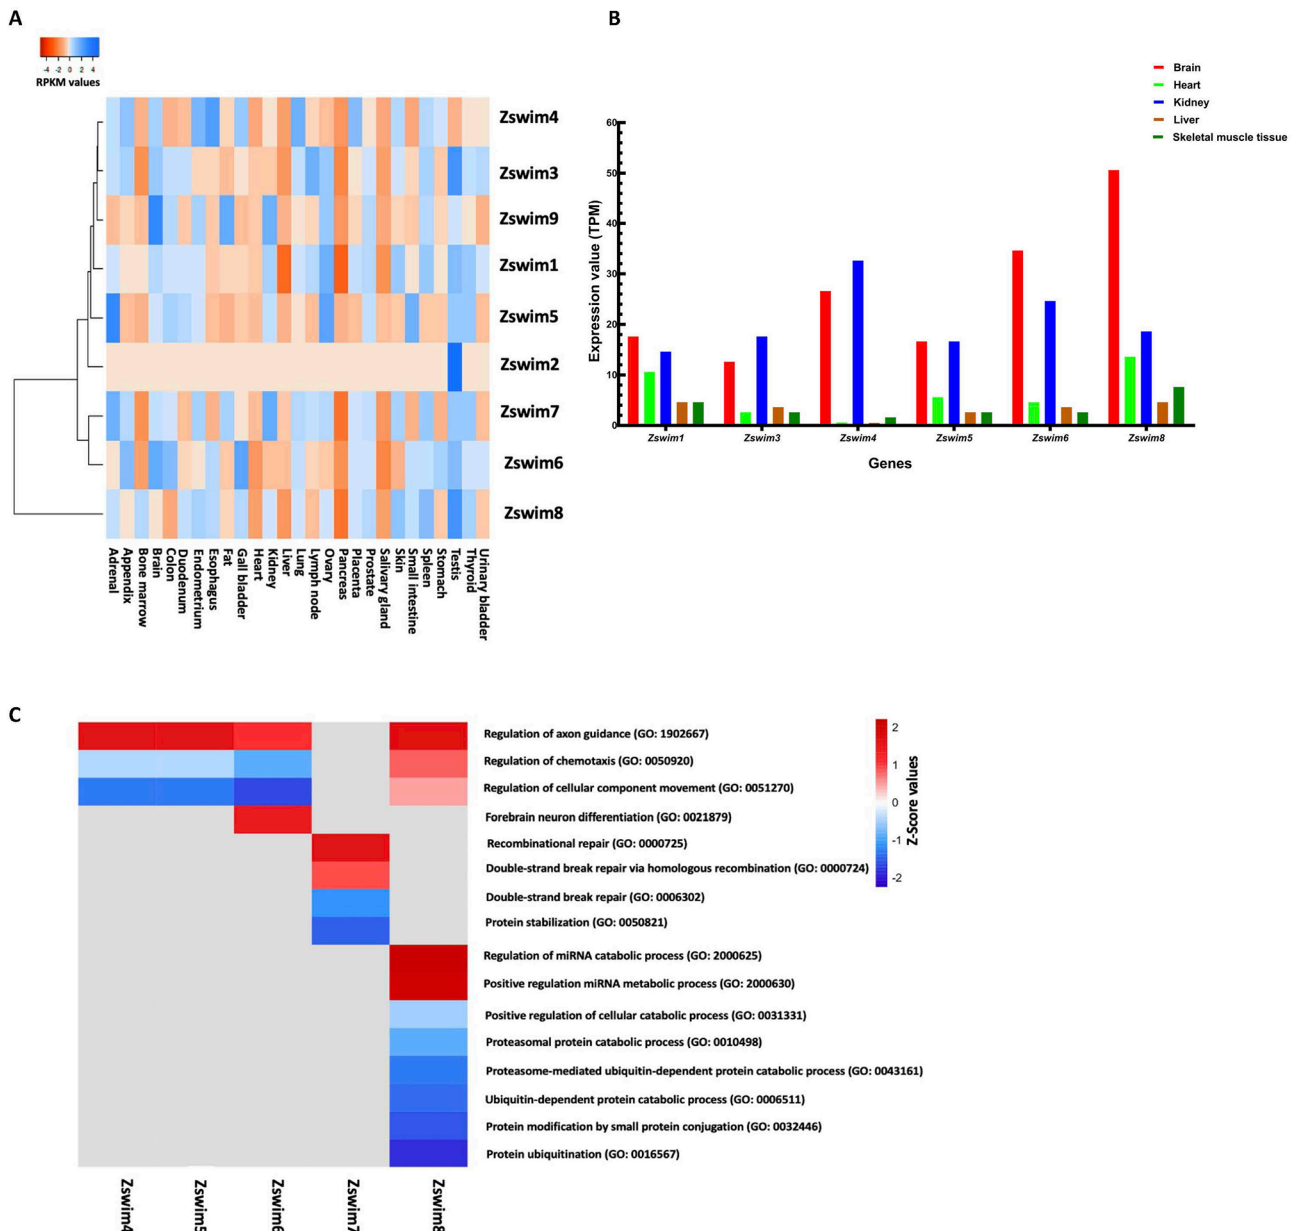 A
-4 -2 0 2 4
RPKM values
Zswim4
Zswim3
Zswim9
Zswim1
Zswim5
Zswim2
Zswim7
Zswim6
Zswim8
Adrenal
Appendix
Bone marrow
Brain
Colon
Duodenum
Endometrium
Esophagus
Fat
Gall bladder
Heart
Kidney
Liver
Lung
Lymph node
Ovary
Pancreas
Placenta
Prostate
Salivary gland
Skin
Small intestine
Spleen
Stomach
Testis
Thyroid
Urinary bladder
B
Brain
Heart
Kidney
Liver
Skeletal muscle tissue
Expression value (TPM)
60
50
40
30
20
10
0
Zswim1 Zswim3 Zswim4 Zswim5 Zswim6 Zswim8
Genes
C
Regulation of axon guidance (GO: 1902667)
Regulation of chemotaxis (GO: 0050920)
Regulation of cellular component movement (GO: 0051270)
Forebrain neuron differentiation (GO: 0021879)
Recombinational repair (GO: 0000725)
Double-strand break repair via homologous recombination (GO: 0000724)
Double-strand break repair (GO: 0006302)
Protein stabilization (GO: 0050821)
Regulation of miRNA catabolic process (GO: 2000625)
Positive regulation miRNA metabolic process (GO: 2000630)
Positive regulation of cellular catabolic process (GO: 0031331)
Proteasomal protein catabolic process (GO: 0010498)
Proteasome-mediated ubiquitin-dependent protein catabolic process (GO: 0043161)
Ubiquitin-dependent protein catabolic process (GO: 0006511)
Protein modification by small protein conjugation (GO: 0032446)
Protein ubiquitination (GO: 0016567)
2
1
0
-1
-2
Z-Score values
Zswim4
Zswim5
Zswim6
Zswim7
Zswim8